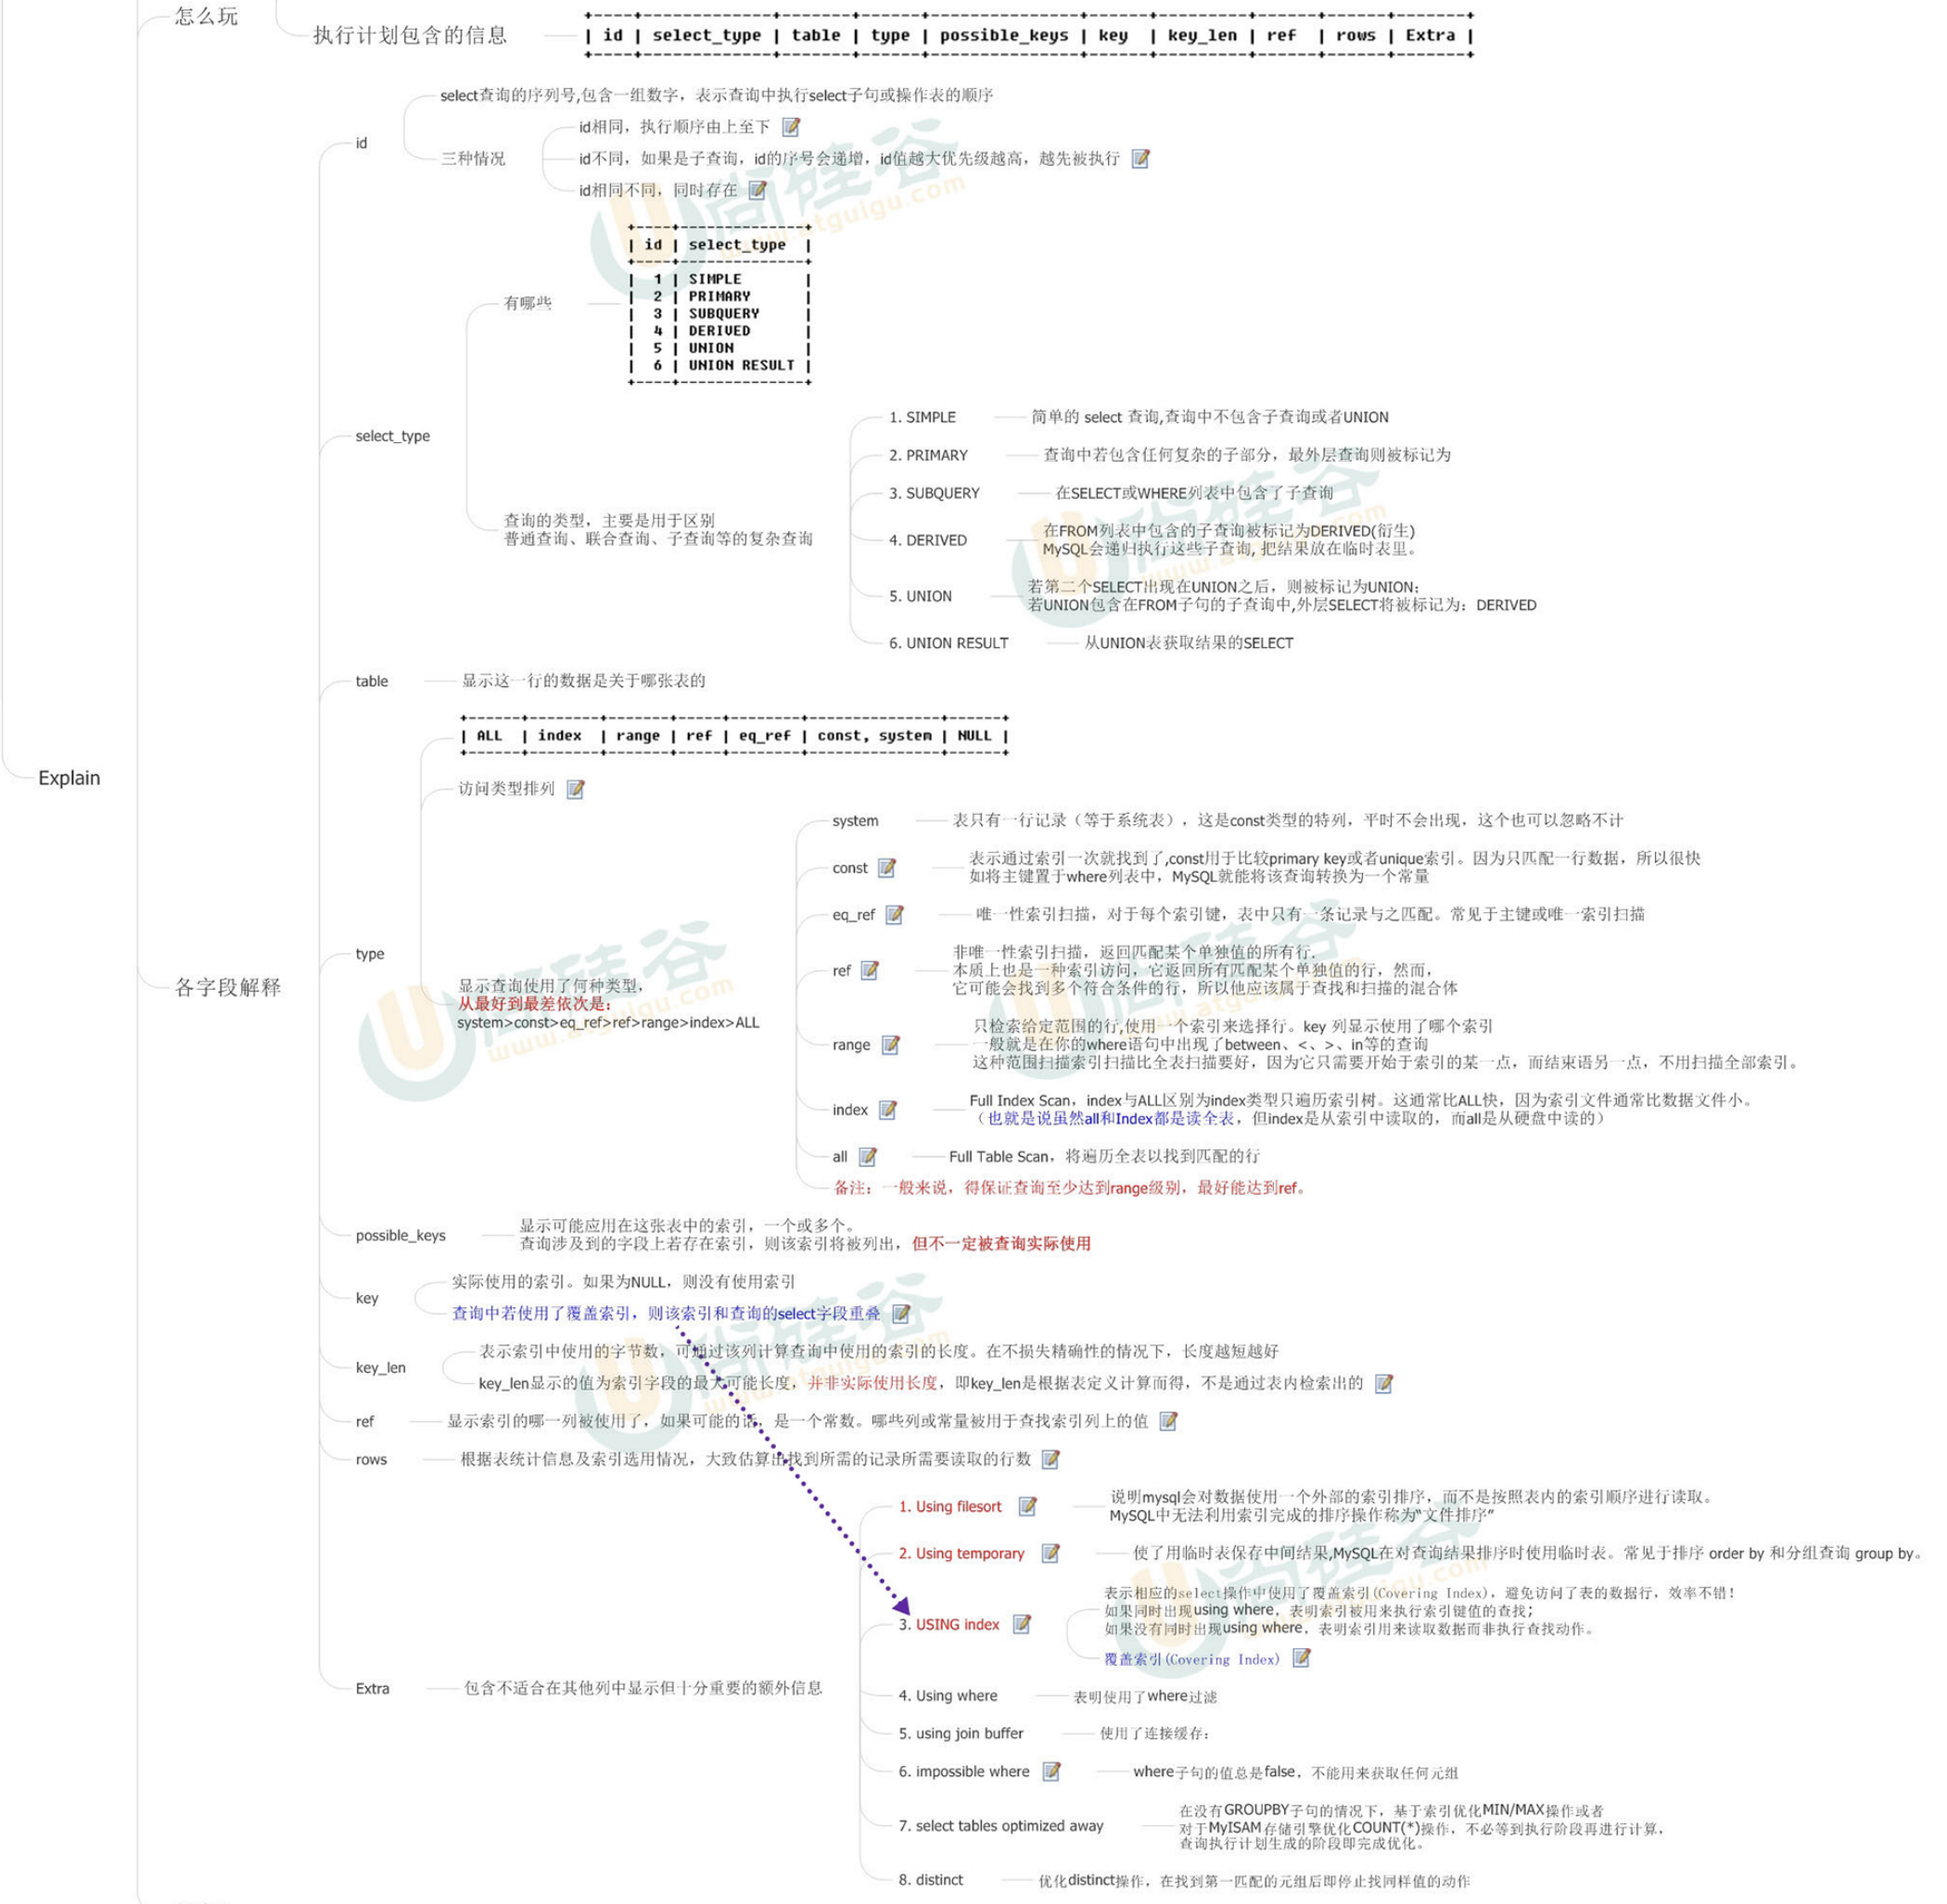 怎么玩
执行计划包含的信息
| id | select_type | table | type | possible_keys | key | key_len | ref | rows | Extra |
id
select查询的序列号,包含一组数字，表示查询中执行select子句或操作表的顺序
三种情况
id相同，执行顺序由上至下
id不同，如果是子查询，id的序号会递增，id值越大优先级越高，越先被执行
id相同不同，同时存在
select_type
有哪些
| id | select_type |
| 1 | SIMPLE |
| 2 | PRIMARY |
| 3 | SUBQUERY |
| 4 | DERIVED |
| 5 | UNION |
| 6 | UNION RESULT |
查询的类型，主要是用于区别
普通查询、联合查询、子查询等的复杂查询
1. SIMPLE
简单的 select 查询,查询中不包含子查询或者UNION
2. PRIMARY
查询中若包含任何复杂的子部分，最外层查询则被标记为
3. SUBQUERY
在SELECT或WHERE列表中包含了子查询
4. DERIVED
在FROM列表中包含的子查询被标记为DERIVED(衍生)
MySQL会递归执行这些子查询, 把结果放在临时表里。
5. UNION
若第二个SELECT出现在UNION之后，则被标记为UNION；
若UNION包含在FROM子句的子查询中,外层SELECT将被标记为：DERIVED
6. UNION RESULT
从UNION表获取结果的SELECT
table
显示这一行的数据是关于哪张表的
Explain
各字段解释
type
| ALL | index | range | ref | eq_ref | const, system | NULL |
访问类型排列
显示查询使用了何种类型，
从最好到最差依次是：
system>const>eq_ref>ref>range>index>ALL
system
表只有一行记录（等于系统表），这是const类型的特列，平时不会出现，这个也可以忽略不计
const
表示通过索引一次就找到了,const用于比较primary key或者unique索引。因为只匹配一行数据，所以很快
如将主键置于where列表中，MySQL就能将该查询转换为一个常量
eq_ref
唯一性索引扫描，对于每个索引键，表中只有一条记录与之匹配。常见于主键或唯一索引扫描
ref
非唯一性索引扫描，返回匹配某个单独值的所有行.
本质上也是一种索引访问，它返回所有匹配某个单独值的行，然而，
它可能会找到多个符合条件的行，所以他应该属于查找和扫描的混合体
range
只检索给定范围的行,使用一个索引来选择行。key 列显示使用了哪个索引
一般就是在你的where语句中出现了between、<、>、in等的查询
这种范围扫描索引扫描比全表扫描要好，因为它只需要开始于索引的某一点，而结束语另一点，不用扫描全部索引。
index
Full Index Scan，index与ALL区别为index类型只遍历索引树。这通常比ALL快，因为索引文件通常比数据文件小。
（也就是说虽然all和Index都是读全表，但index是从索引中读取的，而all是从硬盘中读的）
all
Full Table Scan，将遍历全表以找到匹配的行
备注：一般来说，得保证查询至少达到range级别，最好能达到ref。
possible_keys
显示可能应用在这张表中的索引，一个或多个。
查询涉及到的字段上若存在索引，则该索引将被列出，但不一定被查询实际使用
key
实际使用的索引。如果为NULL，则没有使用索引
查询中若使用了覆盖索引，则该索引和查询的select字段重叠
key_len
表示索引中使用的字节数，可通过该列计算查询中使用的索引的长度。在不损失精确性的情况下，长度越短越好
key_len显示的值为索引字段的最大可能长度，并非实际使用长度，即key_len是根据表定义计算而得，不是通过表内检索出的
ref
显示索引的哪一列被使用了，如果可能的话，是一个常数。哪些列或常量被用于查找索引列上的值
rows
根据表统计信息及索引选用情况，大致估算出找到所需的记录所需要读取的行数
Extra
包含不适合在其他列中显示但十分重要的额外信息
1. Using filesort
说明mysql会对数据使用一个外部的索引排序，而不是按照表内的索引顺序进行读取。
MySQL中无法利用索引完成的排序操作称为“文件排序”
2. Using temporary
使了用临时表保存中间结果,MySQL在对查询结果排序时使用临时表。常见于排序 order by 和分组查询 group by。
3. USING index
表示相应的select操作中使用了覆盖索引(Covering Index)，避免访问了表的数据行，效率不错！
如果同时出现using where，表明索引被用来执行索引键值的查找；
如果没有同时出现using where，表明索引用来读取数据而非执行查找动作。
覆盖索引(Covering Index)
4. Using where
表明使用了where过滤
5. using join buffer
使用了连接缓存：
6. impossible where
where子句的值总是false，不能用来获取任何元组
7. select tables optimized away
在没有GROUPBY子句的情况下，基于索引优化MIN/MAX操作或者
对于MyISAM存储引擎优化COUNT(*)操作，不必等到执行阶段再进行计算，
查询执行计划生成的阶段即完成优化。
8. distinct
优化distinct操作，在找到第一匹配的元组后即停止找同样值的动作
尚硅谷
www.atguigu.com
尚硅谷
www.atguigu.com
尚硅谷
www.atguigu.com
尚硅谷
www.atguigu.com
尚硅谷
www.atguigu.com
尚硅谷
www.atguigu.com